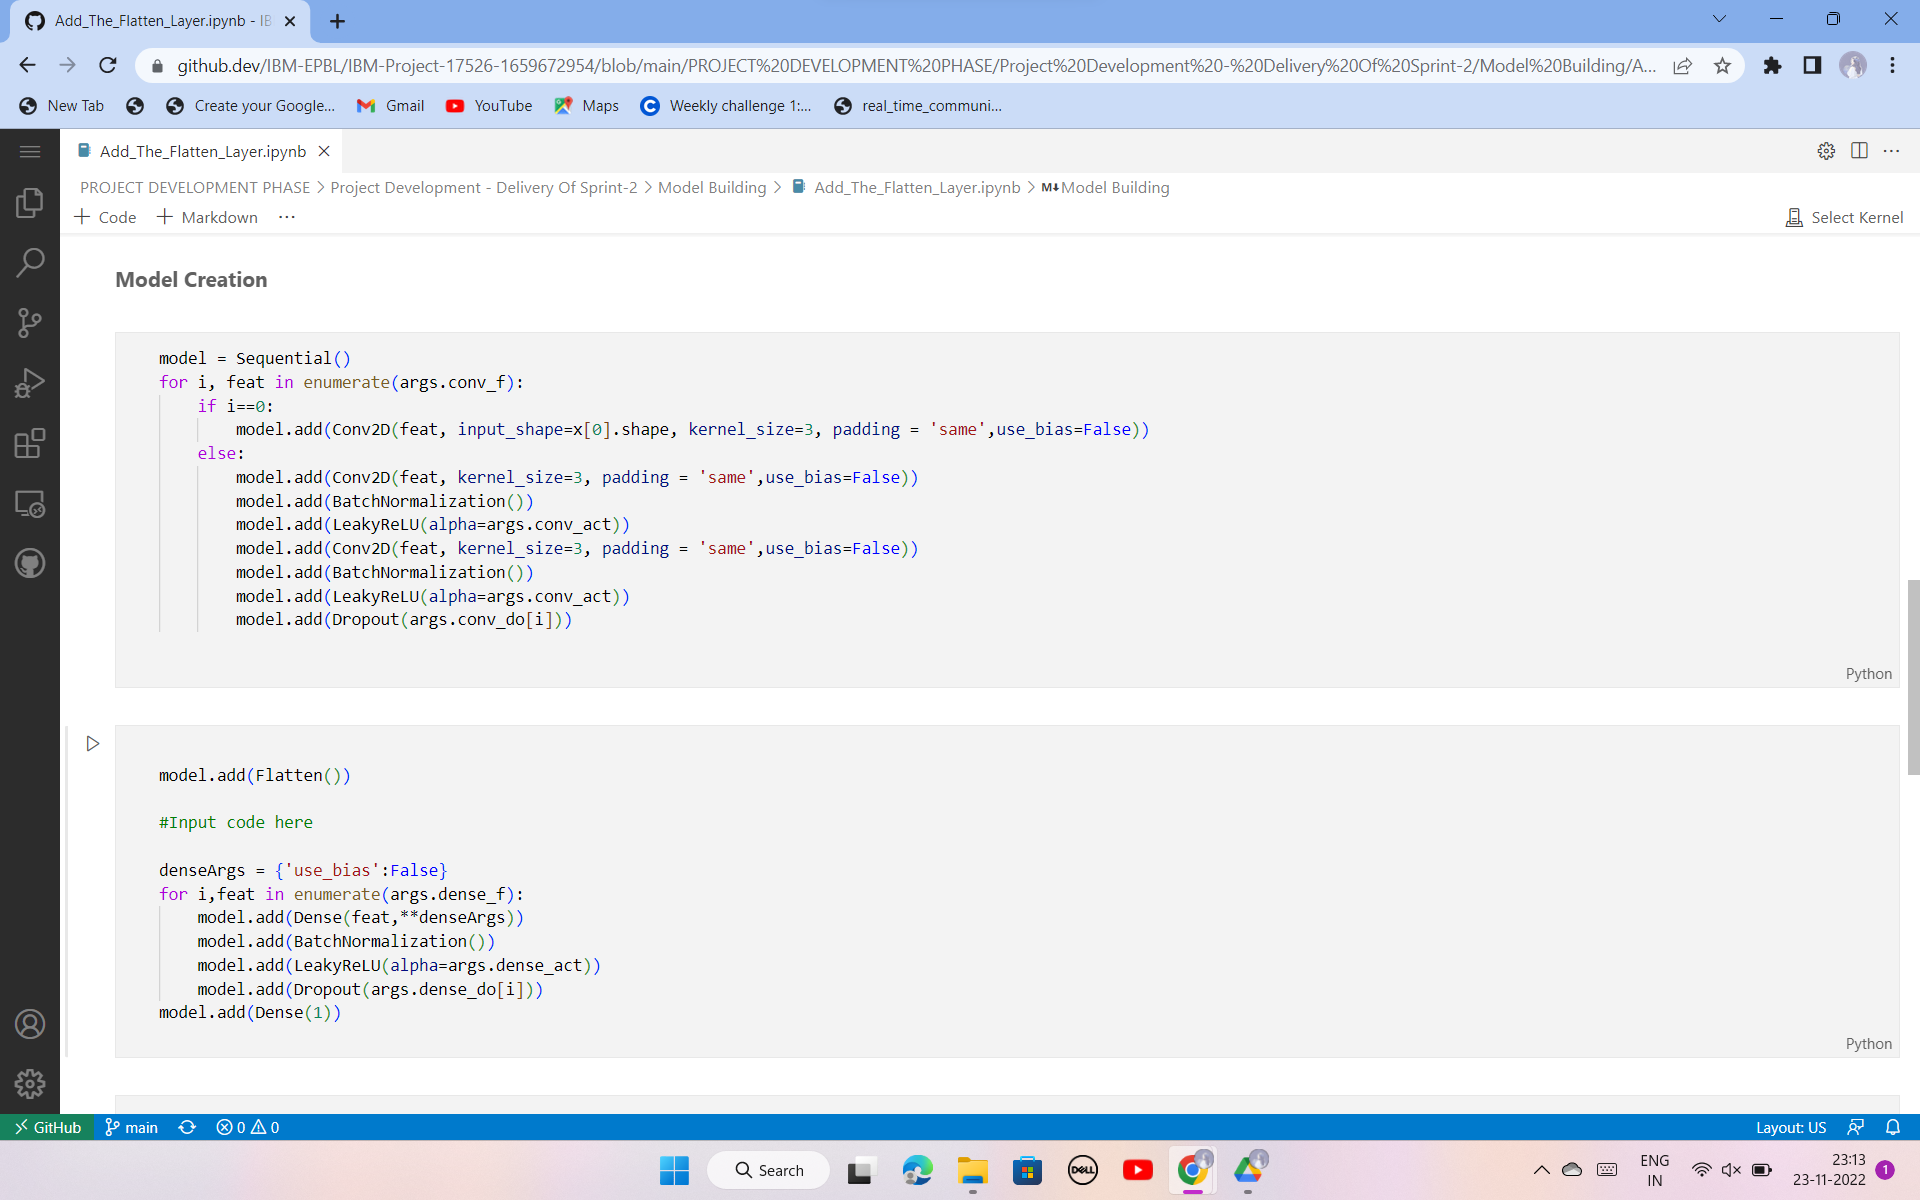 Add_The_Flatten_Layer.ipynb - IB
github.dev/IBM-EPBL/IBM-Project-17526-1659672954/blob/main/PROJECT%20DEVELOPMENT%20PHASE/Project%20Development%20-%20Delivery%20Of%20Sprint-2/Model%20Building/A...
New Tab Create your Google... Gmail YouTube Maps Weekly challenge 1:... real_time_communi...
Add_The_Flatten_Layer.ipynb
PROJECT DEVELOPMENT PHASE > Project Development - Delivery Of Sprint-2 > Model Building > Add_The_Flatten_Layer.ipynb > M↓ Model Building
+ Code + Markdown ... Select Kernel
Model Creation
model = Sequential()
for i, feat in enumerate(args.conv_f):
    if i==0:
        model.add(Conv2D(feat, input_shape=x[0].shape, kernel_size=3, padding = 'same',use_bias=False))
    else:
        model.add(Conv2D(feat, kernel_size=3, padding = 'same',use_bias=False))
        model.add(BatchNormalization())
        model.add(LeakyReLU(alpha=args.conv_act))
        model.add(Conv2D(feat, kernel_size=3, padding = 'same',use_bias=False))
        model.add(BatchNormalization())
        model.add(LeakyReLU(alpha=args.conv_act))
        model.add(Dropout(args.conv_do[i]))
Python
model.add(Flatten())
#Input code here
denseArgs = {'use_bias':False}
for i,feat in enumerate(args.dense_f):
    model.add(Dense(feat,**denseArgs))
    model.add(BatchNormalization())
    model.add(LeakyReLU(alpha=args.dense_act))
    model.add(Dropout(args.dense_do[i]))
model.add(Dense(1))
Python
GitHub main 0 0 Layout: US
Search DELL ENG 23:13
IN 23-11-2022 1